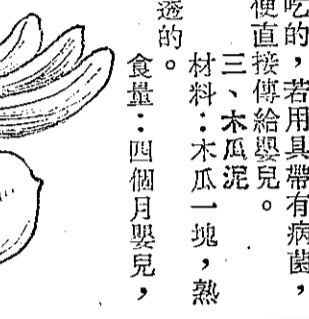 吃的，若用具帶有病菌，
便直接傳給嬰兒。
三、木瓜泥
材料：木瓜一塊，熟
透的。
食量：四個月嬰兒，